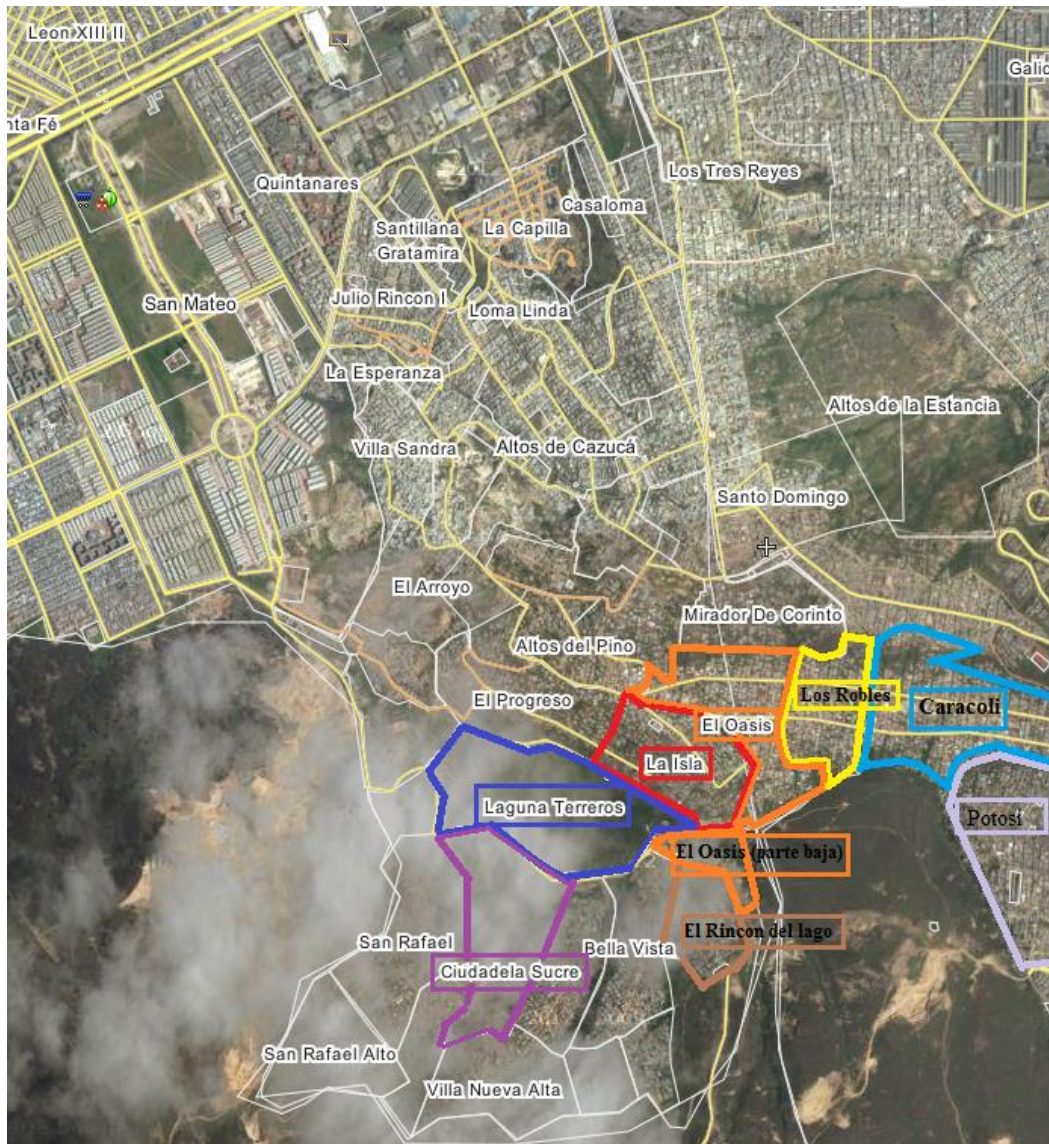 Leon XIII II
Galic
nta Fé
Los Tres Reyes
Quintanares
Casaloma
Santillana
La Capilla
Gratamira
Julio Rincon I
San Mateo
Loma Linda
La Esperanza
Altos de la Estancia
Villa Sandra
Altos de Cazucá
Santo Domingo
El Arroyo
Mirador De Corinto
Altos del Pino
El Progreso
Los Robles
Caracoli
El Oasis
La Isla
Laguna Terreros
Potosí
El Oasis (parte baja)
El Rincon del lago
San Rafael
Bella Vista
Ciudadela Sucre
San Rafael Alto
Villa Nueva Alta